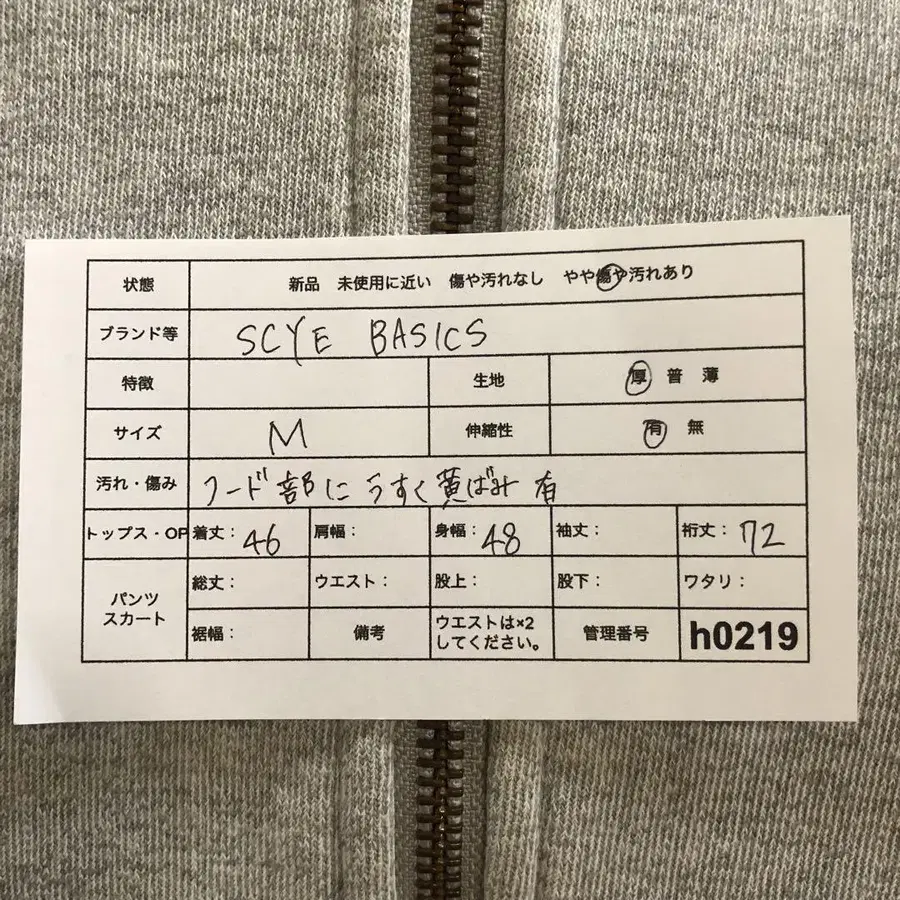 状態 新品 未使用に近い 傷や汚れなし やや傷や汚れあり
ブランド等 SCYE BASICS
特徴 生地 厚 普 薄
サイズ M 伸縮性 有 無
汚れ・傷み フード部にうすく黄ばみ有
トップス・OP 着丈：46 肩幅： 身幅：48 袖丈： 裄丈：72
パンツ
スカート
総丈： ウエスト： 股上： 股下： ワタリ：
裾幅： 備考 ウエストは×2
してください。
管理番号 h0219